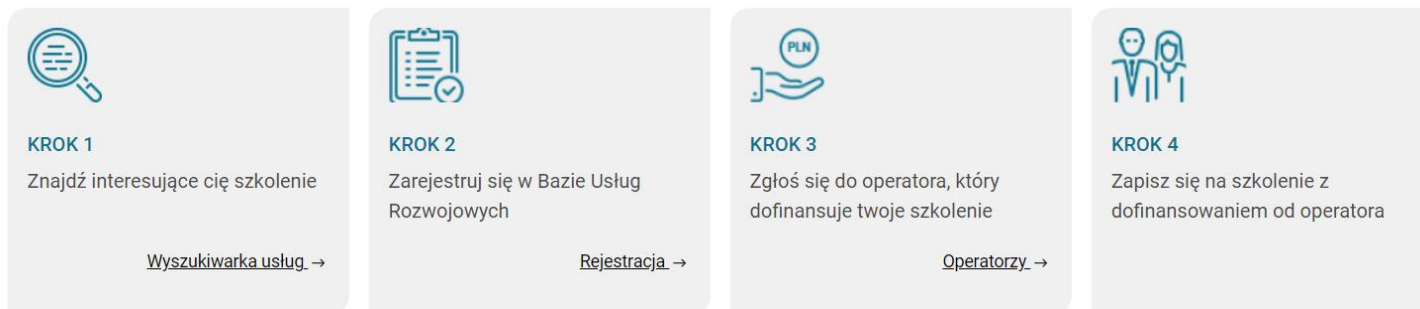 KROK 1
Znajdź interesujące cię szkolenie
Wyszukiwarka usług →
KROK 2
Zarejestruj się w Bazie Usług
Rozwojowych
Rejestracja →
PLN
KROK 3
Zgłoś się do operatora, który
dofinansuje twoje szkolenie
Operatorzy →
KROK 4
Zapisz się na szkolenie z
dofinansowaniem od operatora